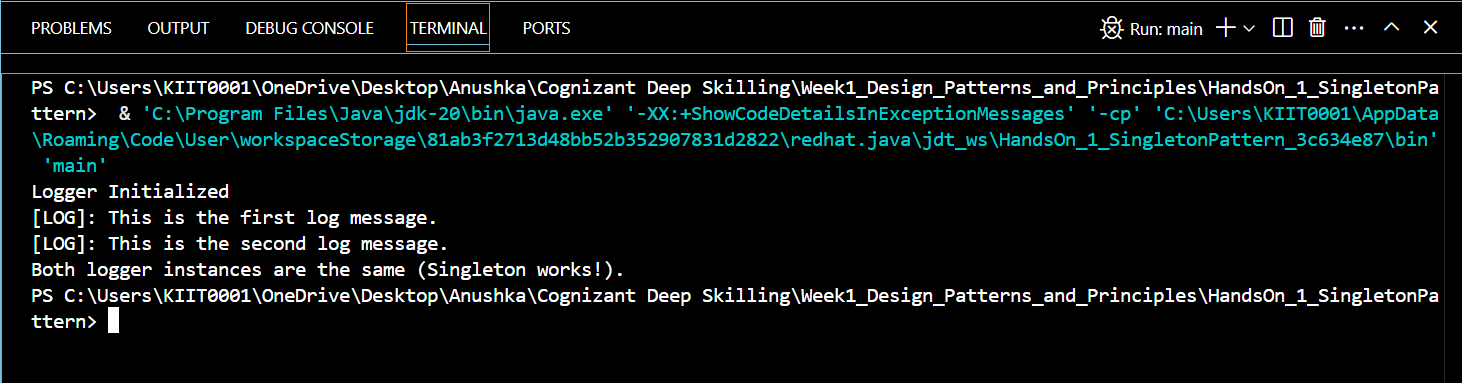 PROBLEMS OUTPUT DEBUG CONSOLE TERMINAL PORTS Run: main
PS C:\Users\KIIT0001\OneDrive\Desktop\Anushka\Cognizant Deep Skilling\Week1_Design_Patterns_and_Principles\HandsOn_1_SingletonPa
ttern>  & 'C:\Program Files\Java\jdk-20\bin\java.exe' '-XX:+ShowCodeDetailsInExceptionMessages' '-cp' 'C:\Users\KIIT0001\AppData
\Roaming\Code\User\workspaceStorage\81ab3f2713d48bb52b352907831d2822\redhat.java\jdt_ws\HandsOn_1_SingletonPattern_3c634e87\bin'
 'main'
Logger Initialized
[LOG]: This is the first log message.
[LOG]: This is the second log message.
Both logger instances are the same (Singleton works!).
PS C:\Users\KIIT0001\OneDrive\Desktop\Anushka\Cognizant Deep Skilling\Week1_Design_Patterns_and_Principles\HandsOn_1_SingletonPa
ttern>